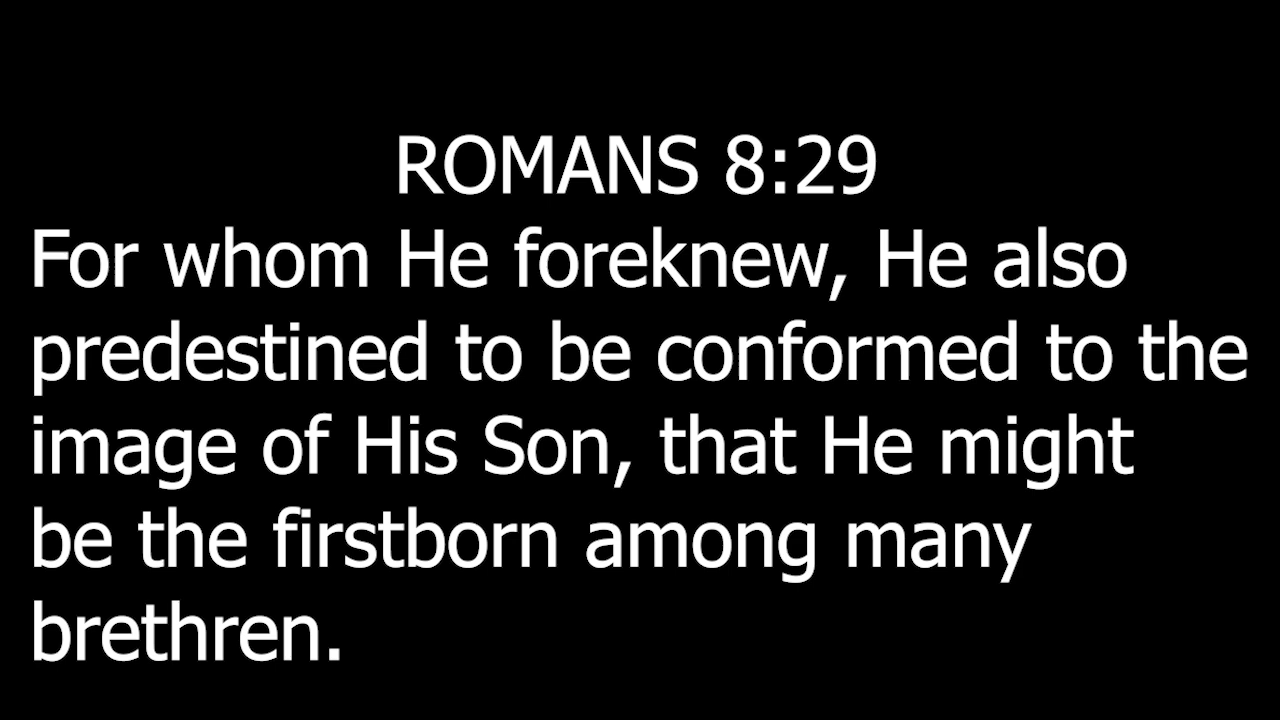 ROMANS 8:29
For whom He foreknew, He also
predestined to be conformed to the
image of His Son, that He might
be the firstborn among many
brethren.